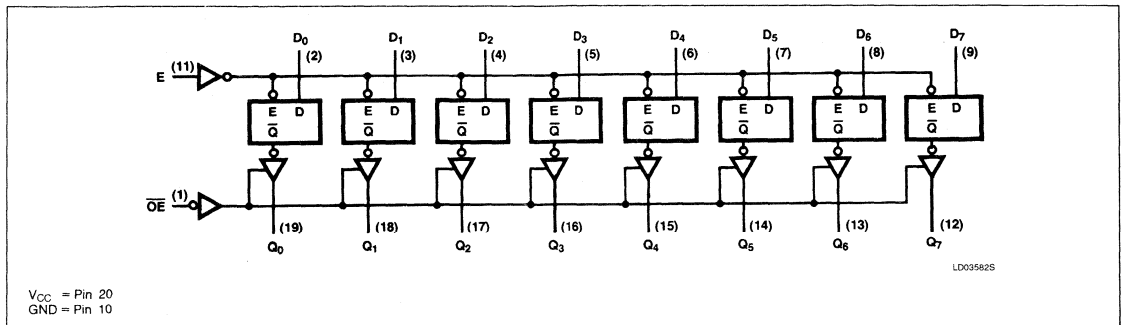 D₀ D₁ D₂ D₃ D₄ D₅ D₆ D₇
(11) (2) (3) (4) (5) (6) (7) (8) (9)
E
E D E D E D E D E D E D E D E D
Q̅ Q̅ Q̅ Q̅ Q̅ Q̅ Q̅ Q̅
O̅E̅ (1)
(19) (18) (17) (16) (15) (14) (13) (12)
Q₀ Q₁ Q₂ Q₃ Q₄ Q₅ Q₆ Q₇
LD03582S
V_CC = Pin 20
GND = Pin 10